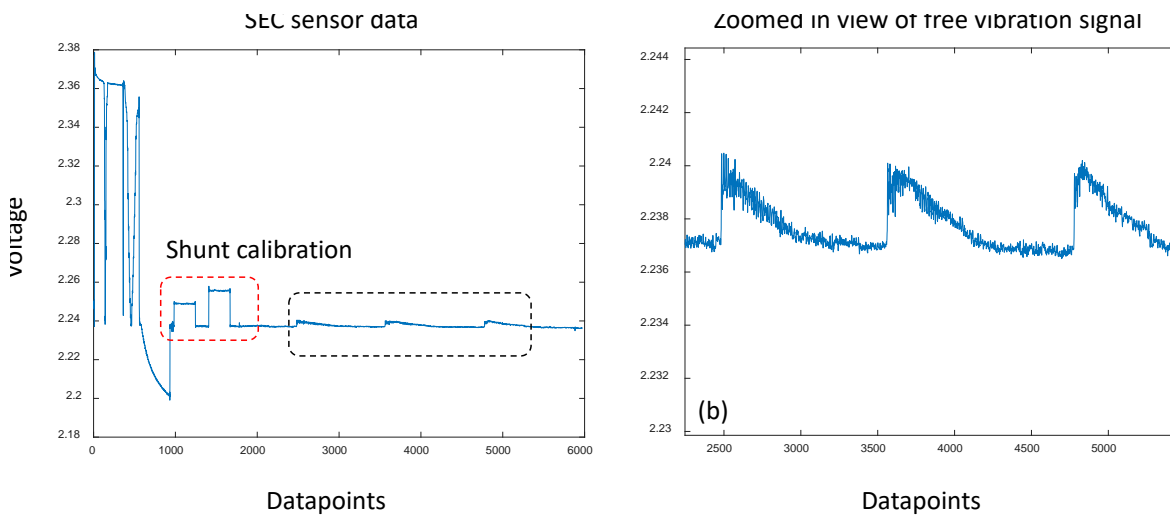 SEC sensor data
Voltage
2.38
2.36
2.34
2.32
2.3
2.28
2.26
2.24
2.22
2.2
2.18
Shunt calibration
0 1000 2000 3000 4000 5000 6000
Datapoints
Zoomed in view of free vibration signal
2.244
2.242
2.24
2.238
2.236
2.234
2.232
2.23
(b)
2500 3000 3500 4000 4500 5000
Datapoints